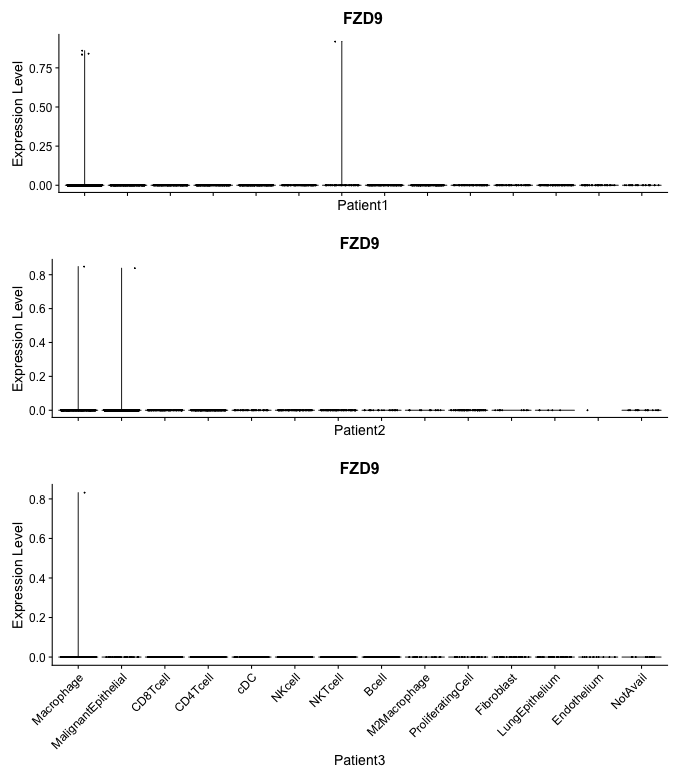 FZD9
Expression Level
0.75
0.50
0.25
0.00
Patient1
FZD9
Expression Level
0.8
0.6
0.4
0.2
0.0
Patient2
FZD9
Expression Level
0.8
0.6
0.4
0.2
0.0
Macrophage
MalignantEpithelial
CD8Tcell
CD4Tcell
cDC
NKcell
NKTcell
Bcell
M2Macrophage
ProliferatingCell
Fibroblast
LungEpithelium
Endothelium
NotAvail
Patient3